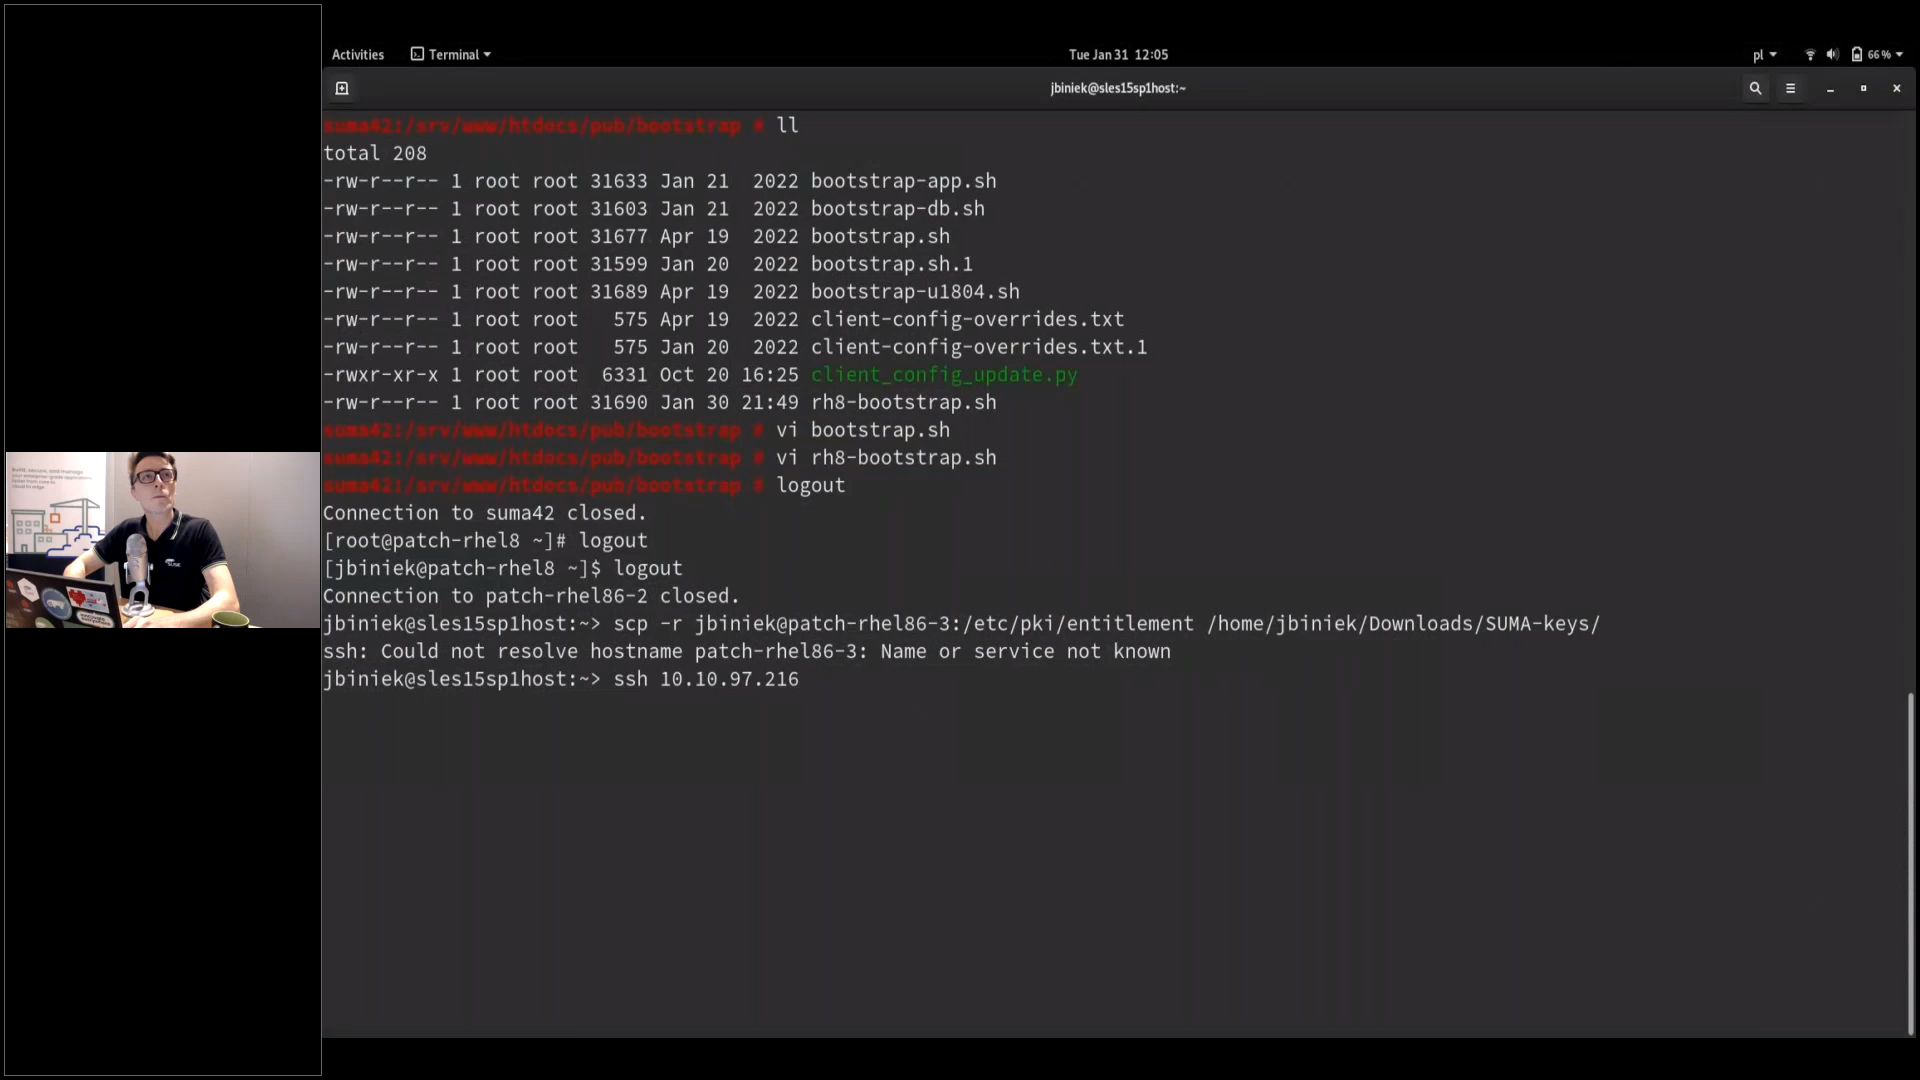 Activities
Terminal
Tue Jan 31 12:05
pl
66 %
jbiniek@sles15sp1host:~
suma42:/srv/www/htdocs/pub/bootstrap # ll
total 208
-rw-r--r-- 1 root root 31633 Jan 21  2022 bootstrap-app.sh
-rw-r--r-- 1 root root 31603 Jan 21  2022 bootstrap-db.sh
-rw-r--r-- 1 root root 31677 Apr 19  2022 bootstrap.sh
-rw-r--r-- 1 root root 31599 Jan 20  2022 bootstrap.sh.1
-rw-r--r-- 1 root root 31689 Apr 19  2022 bootstrap-u1804.sh
-rw-r--r-- 1 root root   575 Apr 19  2022 client-config-overrides.txt
-rw-r--r-- 1 root root   575 Jan 20  2022 client-config-overrides.txt.1
-rwxr-xr-x 1 root root  6331 Oct 20 16:25 client_config_update.py
-rw-r--r-- 1 root root 31690 Jan 30 21:49 rh8-bootstrap.sh
suma42:/srv/www/htdocs/pub/bootstrap # vi bootstrap.sh
suma42:/srv/www/htdocs/pub/bootstrap # vi rh8-bootstrap.sh
suma42:/srv/www/htdocs/pub/bootstrap # logout
Connection to suma42 closed.
[root@patch-rhel8 ~]# logout
[jbiniek@patch-rhel8 ~]$ logout
Connection to patch-rhel86-2 closed.
jbiniek@sles15sp1host:~> scp -r jbiniek@patch-rhel86-3:/etc/pki/entitlement /home/jbiniek/Downloads/SUMA-keys/
ssh: Could not resolve hostname patch-rhel86-3: Name or service not known
jbiniek@sles15sp1host:~> ssh 10.10.97.216